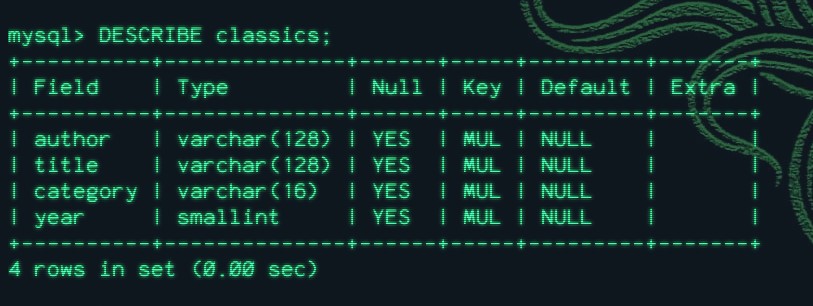 mysql> DESCRIBE classics;
+----------+--------------+------+-----+---------+-------+
| Field    | Type         | Null | Key | Default | Extra |
+----------+--------------+------+-----+---------+-------+
| author   | varchar(128) | YES  | MUL | NULL    |       |
| title    | varchar(128) | YES  | MUL | NULL    |       |
| category | varchar(16)  | YES  | MUL | NULL    |       |
| year     | smallint     | YES  | MUL | NULL    |       |
+----------+--------------+------+-----+---------+-------+
4 rows in set (0.00 sec)